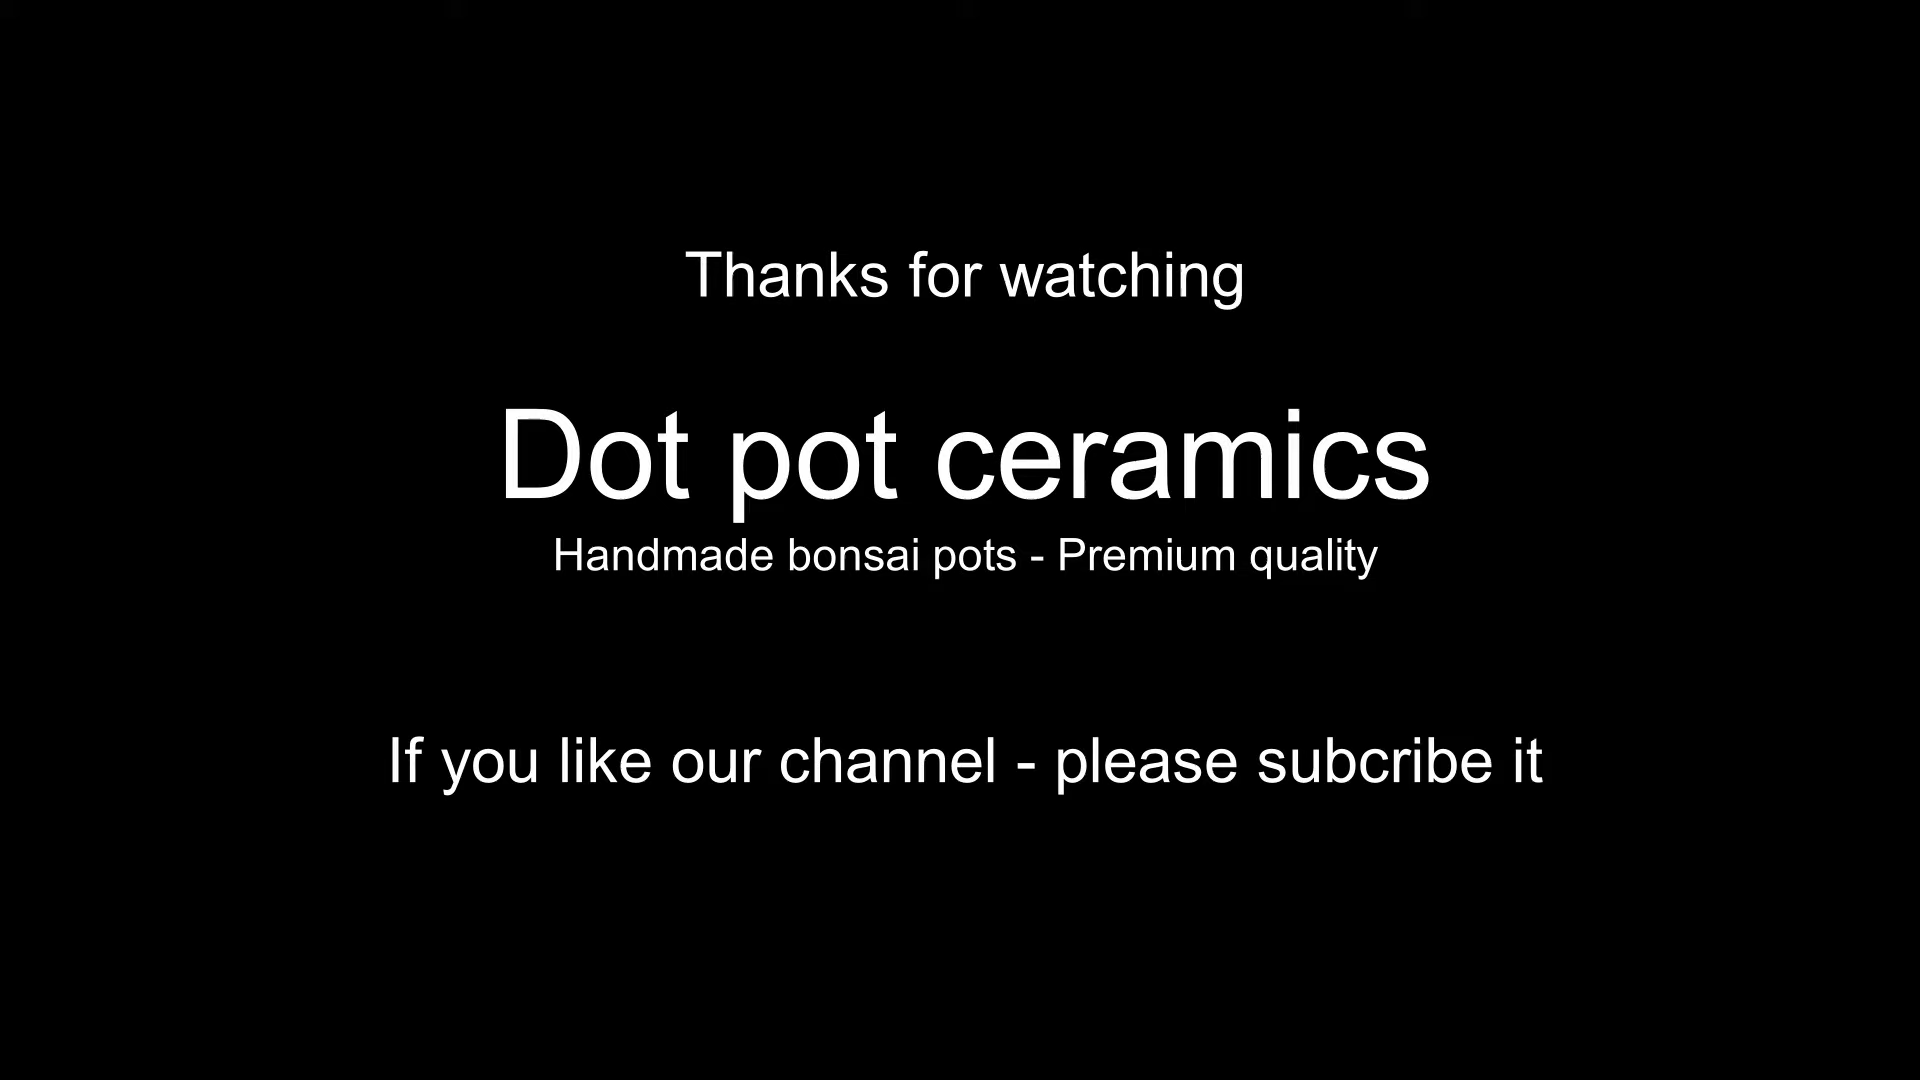 Thanks for watching
Dot pot ceramics
Handmade bonsai pots - Premium quality
If you like our channel - please subcribe it